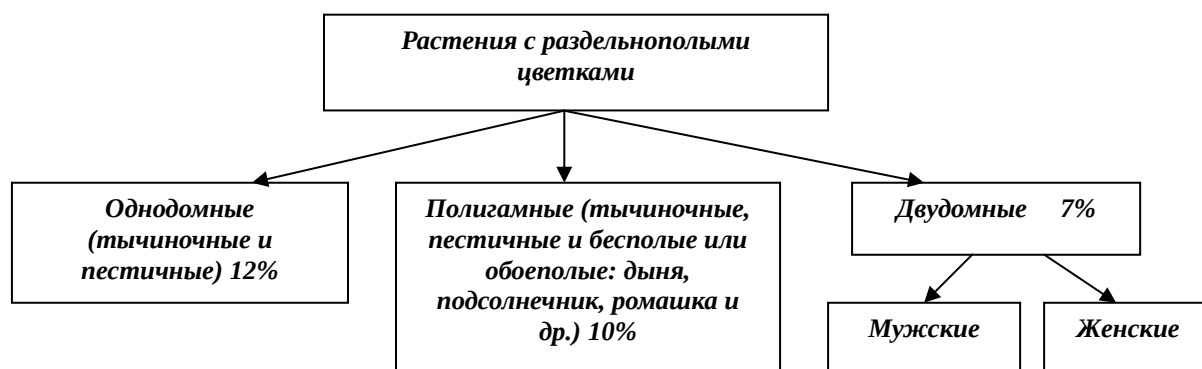 Растения с раздельнополыми
цветками
Однодомные
(тычиночные и
пестичные) 12%
Полигамные (тычиночные,
пестичные и бесполые или
обоеполые: дыня,
подсолнечник, ромашка и
др.) 10%
Двудомные 7%
Мужские
Женские